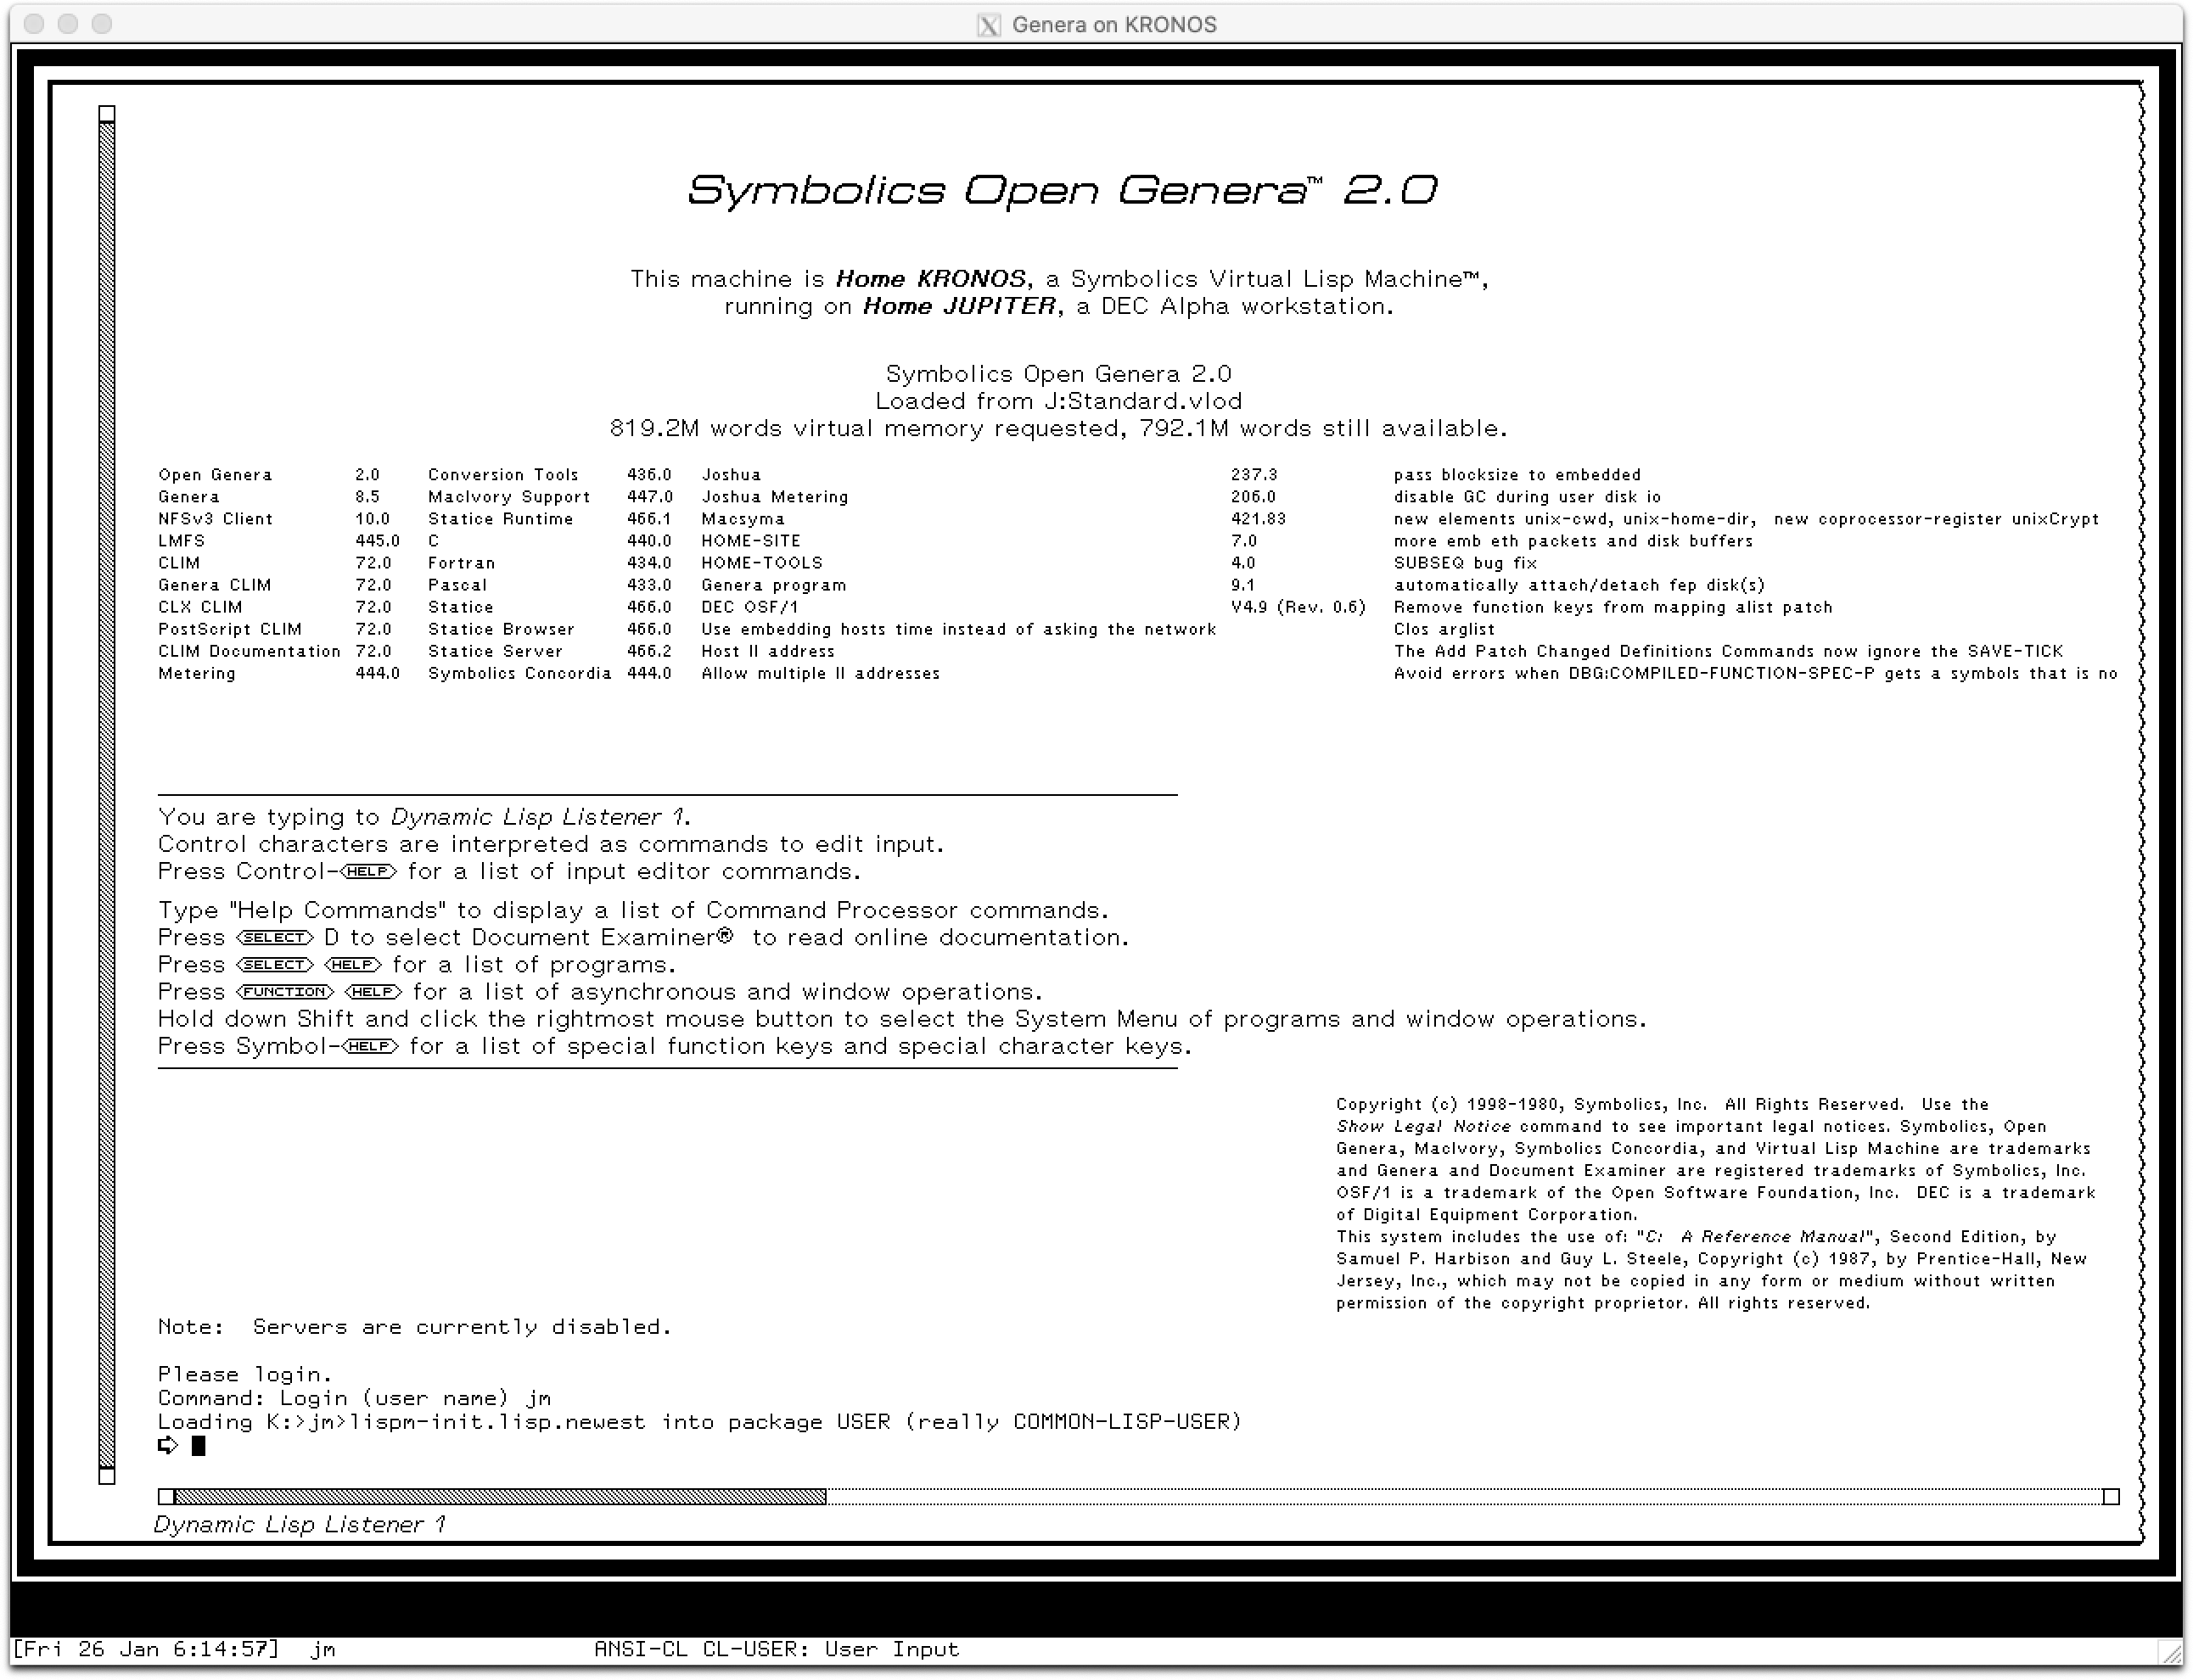 Genera on KRONOS
Symbolics Open Genera™ 2.0
This machine is Home KRONOS, a Symbolics Virtual Lisp Machine™,
running on Home JUPITER, a DEC Alpha workstation.
Symbolics Open Genera 2.0
Loaded from J:Standard.vlod
819.2M words virtual memory requested, 792.1M words still available.
Open Genera 2.0 Conversion Tools 436.0 Joshua 237.3 pass blocksize to embedded
Genera 8.5 MacIvory Support 447.0 Joshua Metering 206.0 disable GC during user disk io
NFSv3 Client 10.0 Statice Runtime 466.1 Macsyma 421.83 new elements unix-cwd, unix-home-dir, new coprocessor-register unixCrypt
LMFS 445.0 C 440.0 HOME-SITE 7.0 more emb eth packets and disk buffers
CLIM 72.0 Fortran 434.0 HOME-TOOLS 4.0 SUBSEQ bug fix
Genera CLIM 72.0 Pascal 433.0 Genera program 9.1 automatically attach/detach fep disk(s)
CLX CLIM 72.0 Statice 466.0 DEC OSF/1 V4.9 (Rev. 0.6) Remove function keys from mapping alist patch
PostScript CLIM 72.0 Statice Browser 466.0 Use embedding hosts time instead of asking the network Clos arglist
CLIM Documentation 72.0 Statice Server 466.2 Host II address The Add Patch Changed Definitions Commands now ignore the SAVE-TICK
Metering 444.0 Symbolics Concordia 444.0 Allow multiple II addresses Avoid errors when DBG:COMPILED-FUNCTION-SPEC-P gets a symbols that is no
You are typing to Dynamic Lisp Listener 1.
Control characters are interpreted as commands to edit input.
Press Control-<HELP> for a list of input editor commands.
Type "Help Commands" to display a list of Command Processor commands.
Press <SELECT> D to select Document Examiner® to read online documentation.
Press <SELECT> <HELP> for a list of programs.
Press <FUNCTION> <HELP> for a list of asynchronous and window operations.
Hold down Shift and click the rightmost mouse button to select the System Menu of programs and window operations.
Press Symbol-<HELP> for a list of special function keys and special character keys.
Copyright (c) 1998-1980, Symbolics, Inc. All Rights Reserved. Use the
Show Legal Notice command to see important legal notices. Symbolics, Open
Genera, MacIvory, Symbolics Concordia, and Virtual Lisp Machine are trademarks
and Genera and Document Examiner are registered trademarks of Symbolics, Inc.
OSF/1 is a trademark of the Open Software Foundation, Inc. DEC is a trademark
of Digital Equipment Corporation.
This system includes the use of: "C: A Reference Manual", Second Edition, by
Samuel P. Harbison and Guy L. Steele, Copyright (c) 1987, by Prentice-Hall, New
Jersey, Inc., which may not be copied in any form or medium without written
permission of the copyright proprietor. All rights reserved.
Note: Servers are currently disabled.
Please login.
Command: Login (user name) jm
Loading K:>jm>lispm-init.lisp.newest into package USER (really COMMON-LISP-USER)
Dynamic Lisp Listener 1
[Fri 26 Jan 6:14:57] jm ANSI-CL CL-USER: User Input